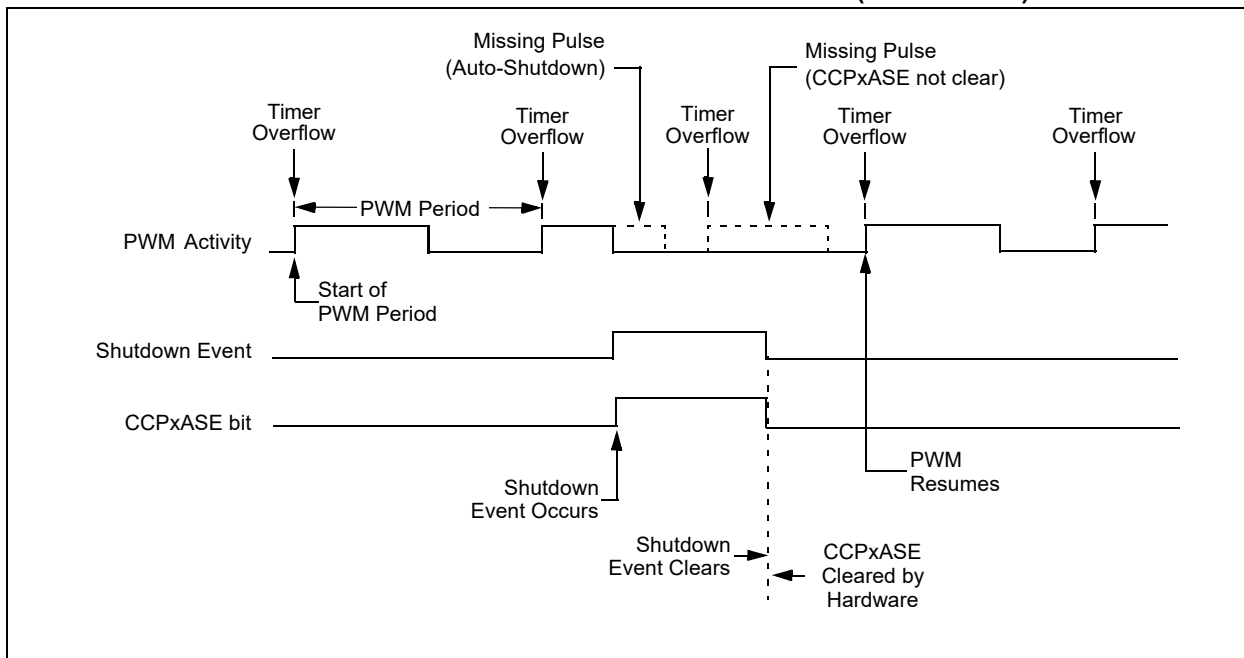 Missing Pulse
(Auto-Shutdown)
Missing Pulse
(CCPxASE not clear)
Timer
Overflow
Timer
Overflow
Timer
Overflow
Timer
Overflow
Timer
Overflow
PWM Period
PWM Activity
Start of
PWM Period
Shutdown Event
CCPxASE bit
Shutdown
Event Occurs
PWM
Resumes
Shutdown
Event Clears
CCPxASE
Cleared by
Hardware